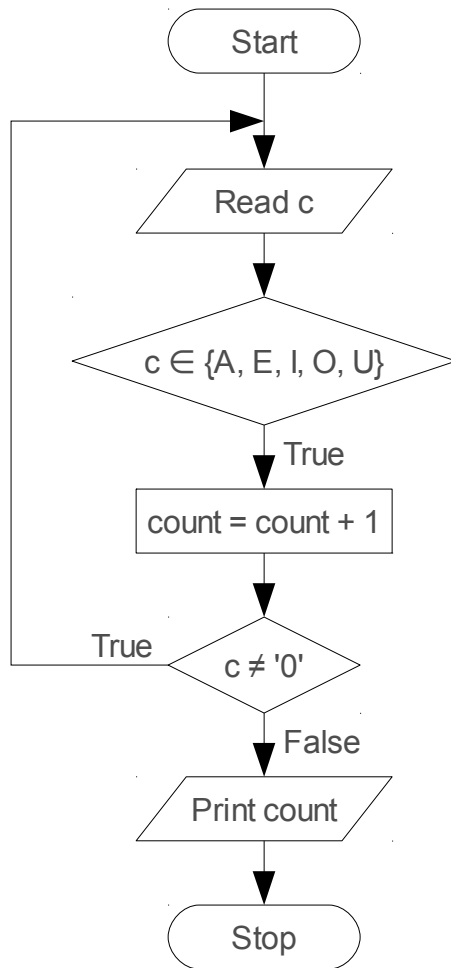 Start
Read c
c ∈ {A, E, I, O, U}
True
count = count + 1
True
c ≠ '0'
False
Print count
Stop